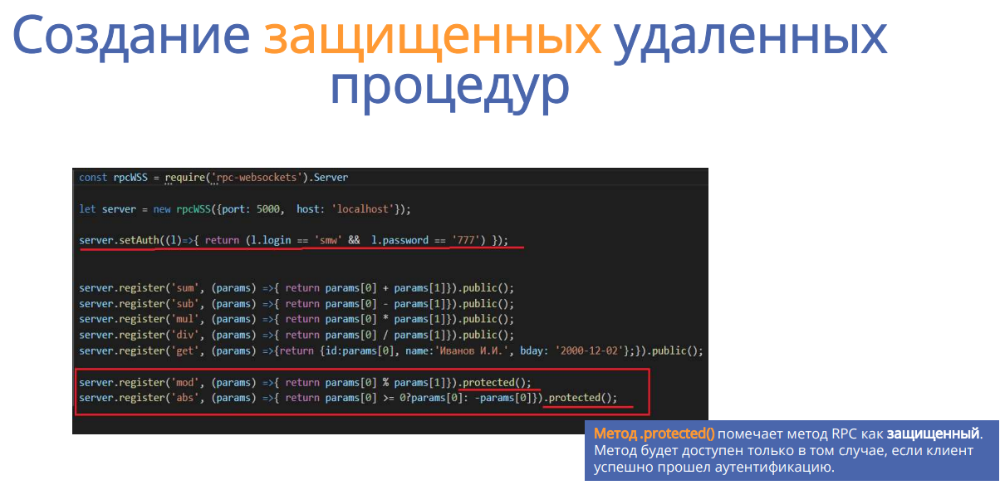 Создание защищенных удаленных
процедур
const rpcWSS = require('rpc-websockets').Server
let server = new rpcWSS({port: 5000, host: 'localhost'});
server.setAuth((l)=>{ return (l.login == 'smw' && l.password == '777') });
server.register('sum', (params) =>{ return params[0] + params[1]}).public();
server.register('sub', (params) =>{ return params[0] - params[1]}).public();
server.register('mul', (params) =>{ return params[0] * params[1]}).public();
server.register('div', (params) =>{ return params[0] / params[1]}).public();
server.register('get', (params) =>{return {id:params[0], name:'Иванов И.И.', bday: '2000-12-02'};}).public();
server.register('mod', (params) =>{ return params[0] % params[1]}).protected();
server.register('abs', (params) =>{ return params[0] >= 0?params[0]: -params[0]}).protected();
Метод .protected() помечает метод RPC как защищенный.
Метод будет доступен только в том случае, если клиент
успешно прошел аутентификацию.